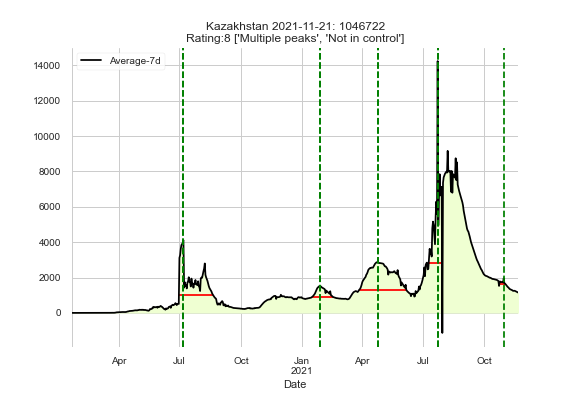 Kazakhstan 2021-11-21: 1046722
Rating:8 ['Multiple peaks', 'Not in control']
Average-7d
14000
12000
10000
8000
6000
4000
2000
0
Apr Jul Oct Jan Apr Jul Oct
2021
Date